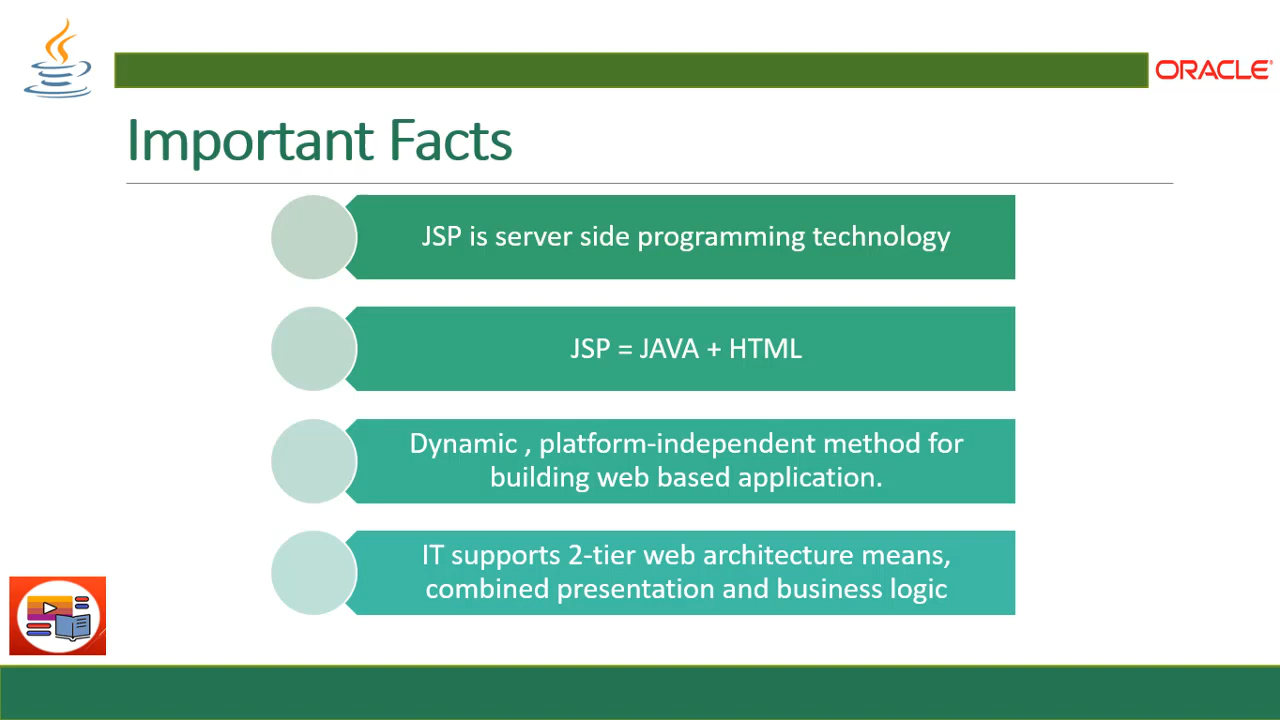 ORACLE®
Important Facts
JSP is server side programming technology
JSP = JAVA + HTML
Dynamic , platform-independent method for
building web based application.
IT supports 2-tier web architecture means,
combined presentation and business logic